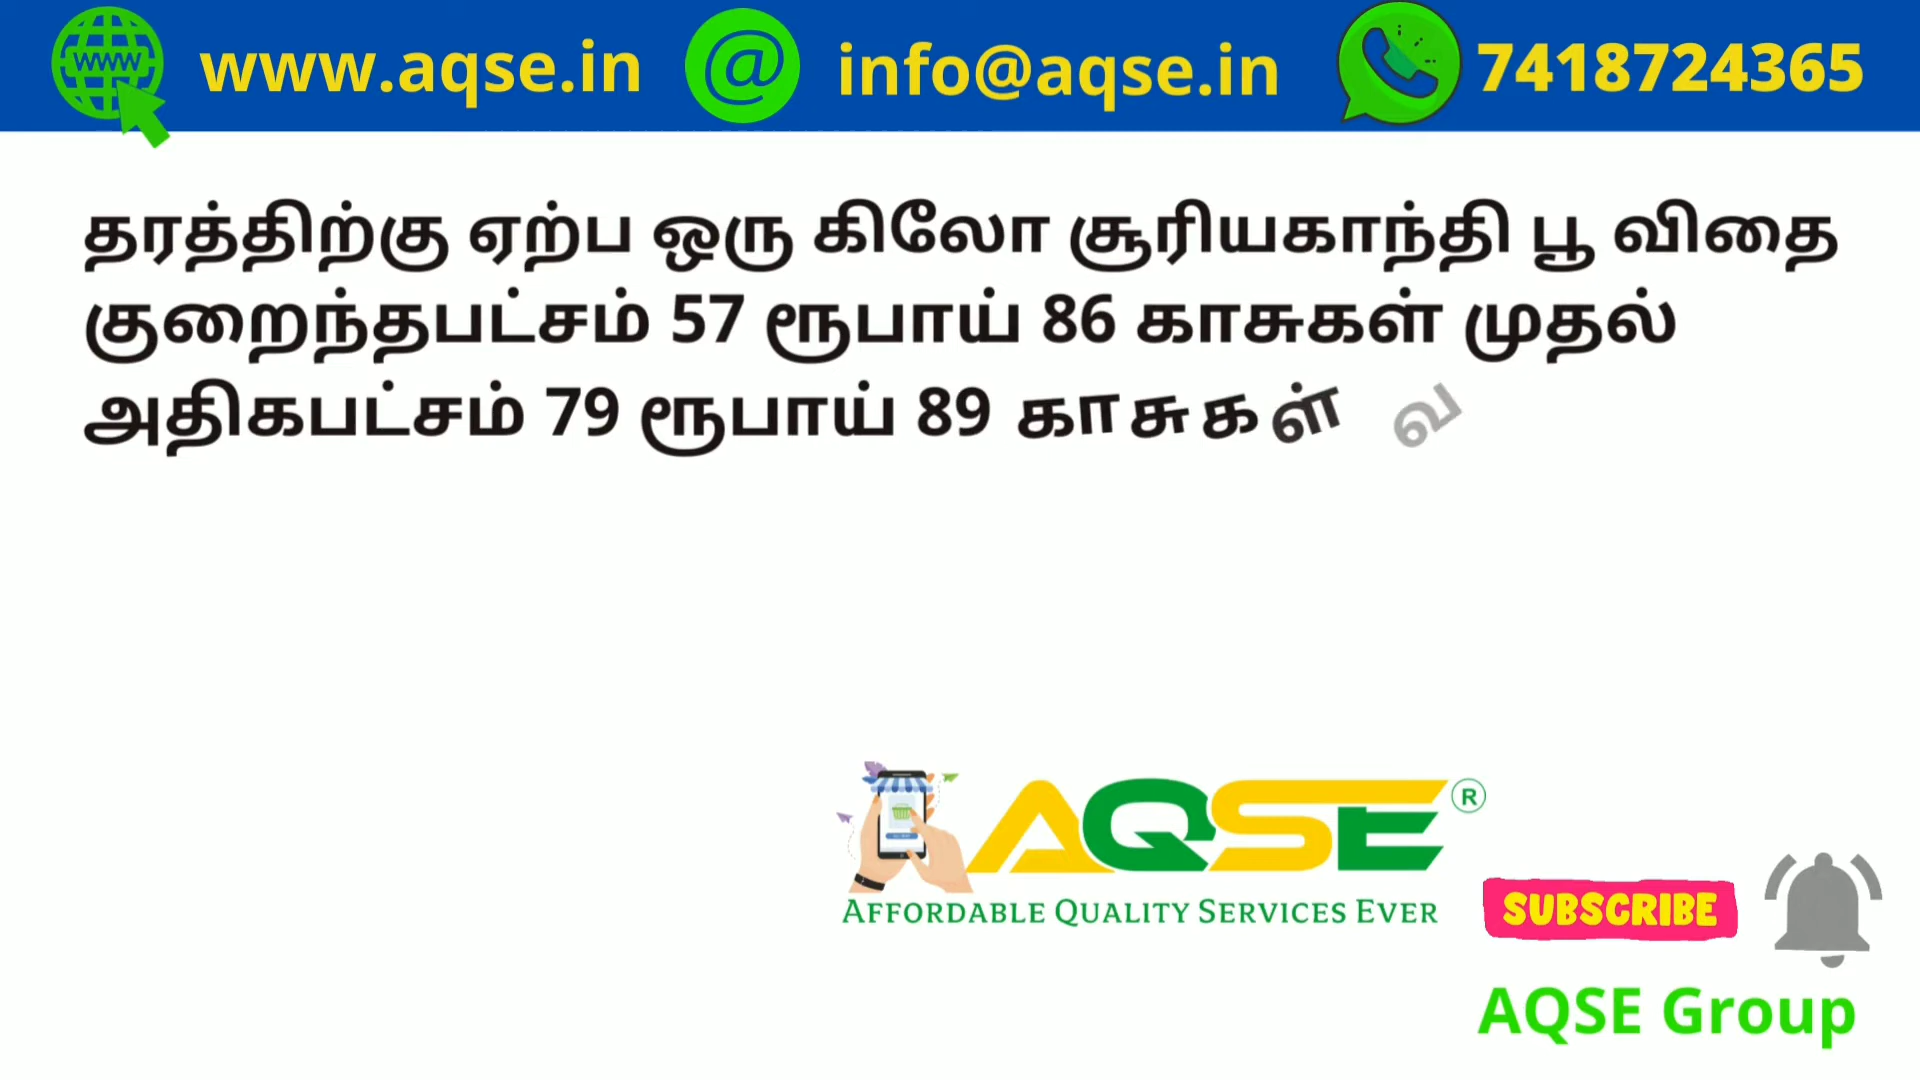 www
www.aqse.in
@
info@aqse.in
7418724365
தரத்திற்கு ஏற்ப ஒரு கிலோ சூரியகாந்தி பூ விதை
குறைந்தபட்சம் 57 ரூபாய் 86 காசுகள் முதல்
அதிகபட்சம் 79 ரூபாய் 89 காசுகள் வ
AQSE ®
AFFORDABLE QUALITY SERVICES EVER
SUBSCRIBE
AQSE Group